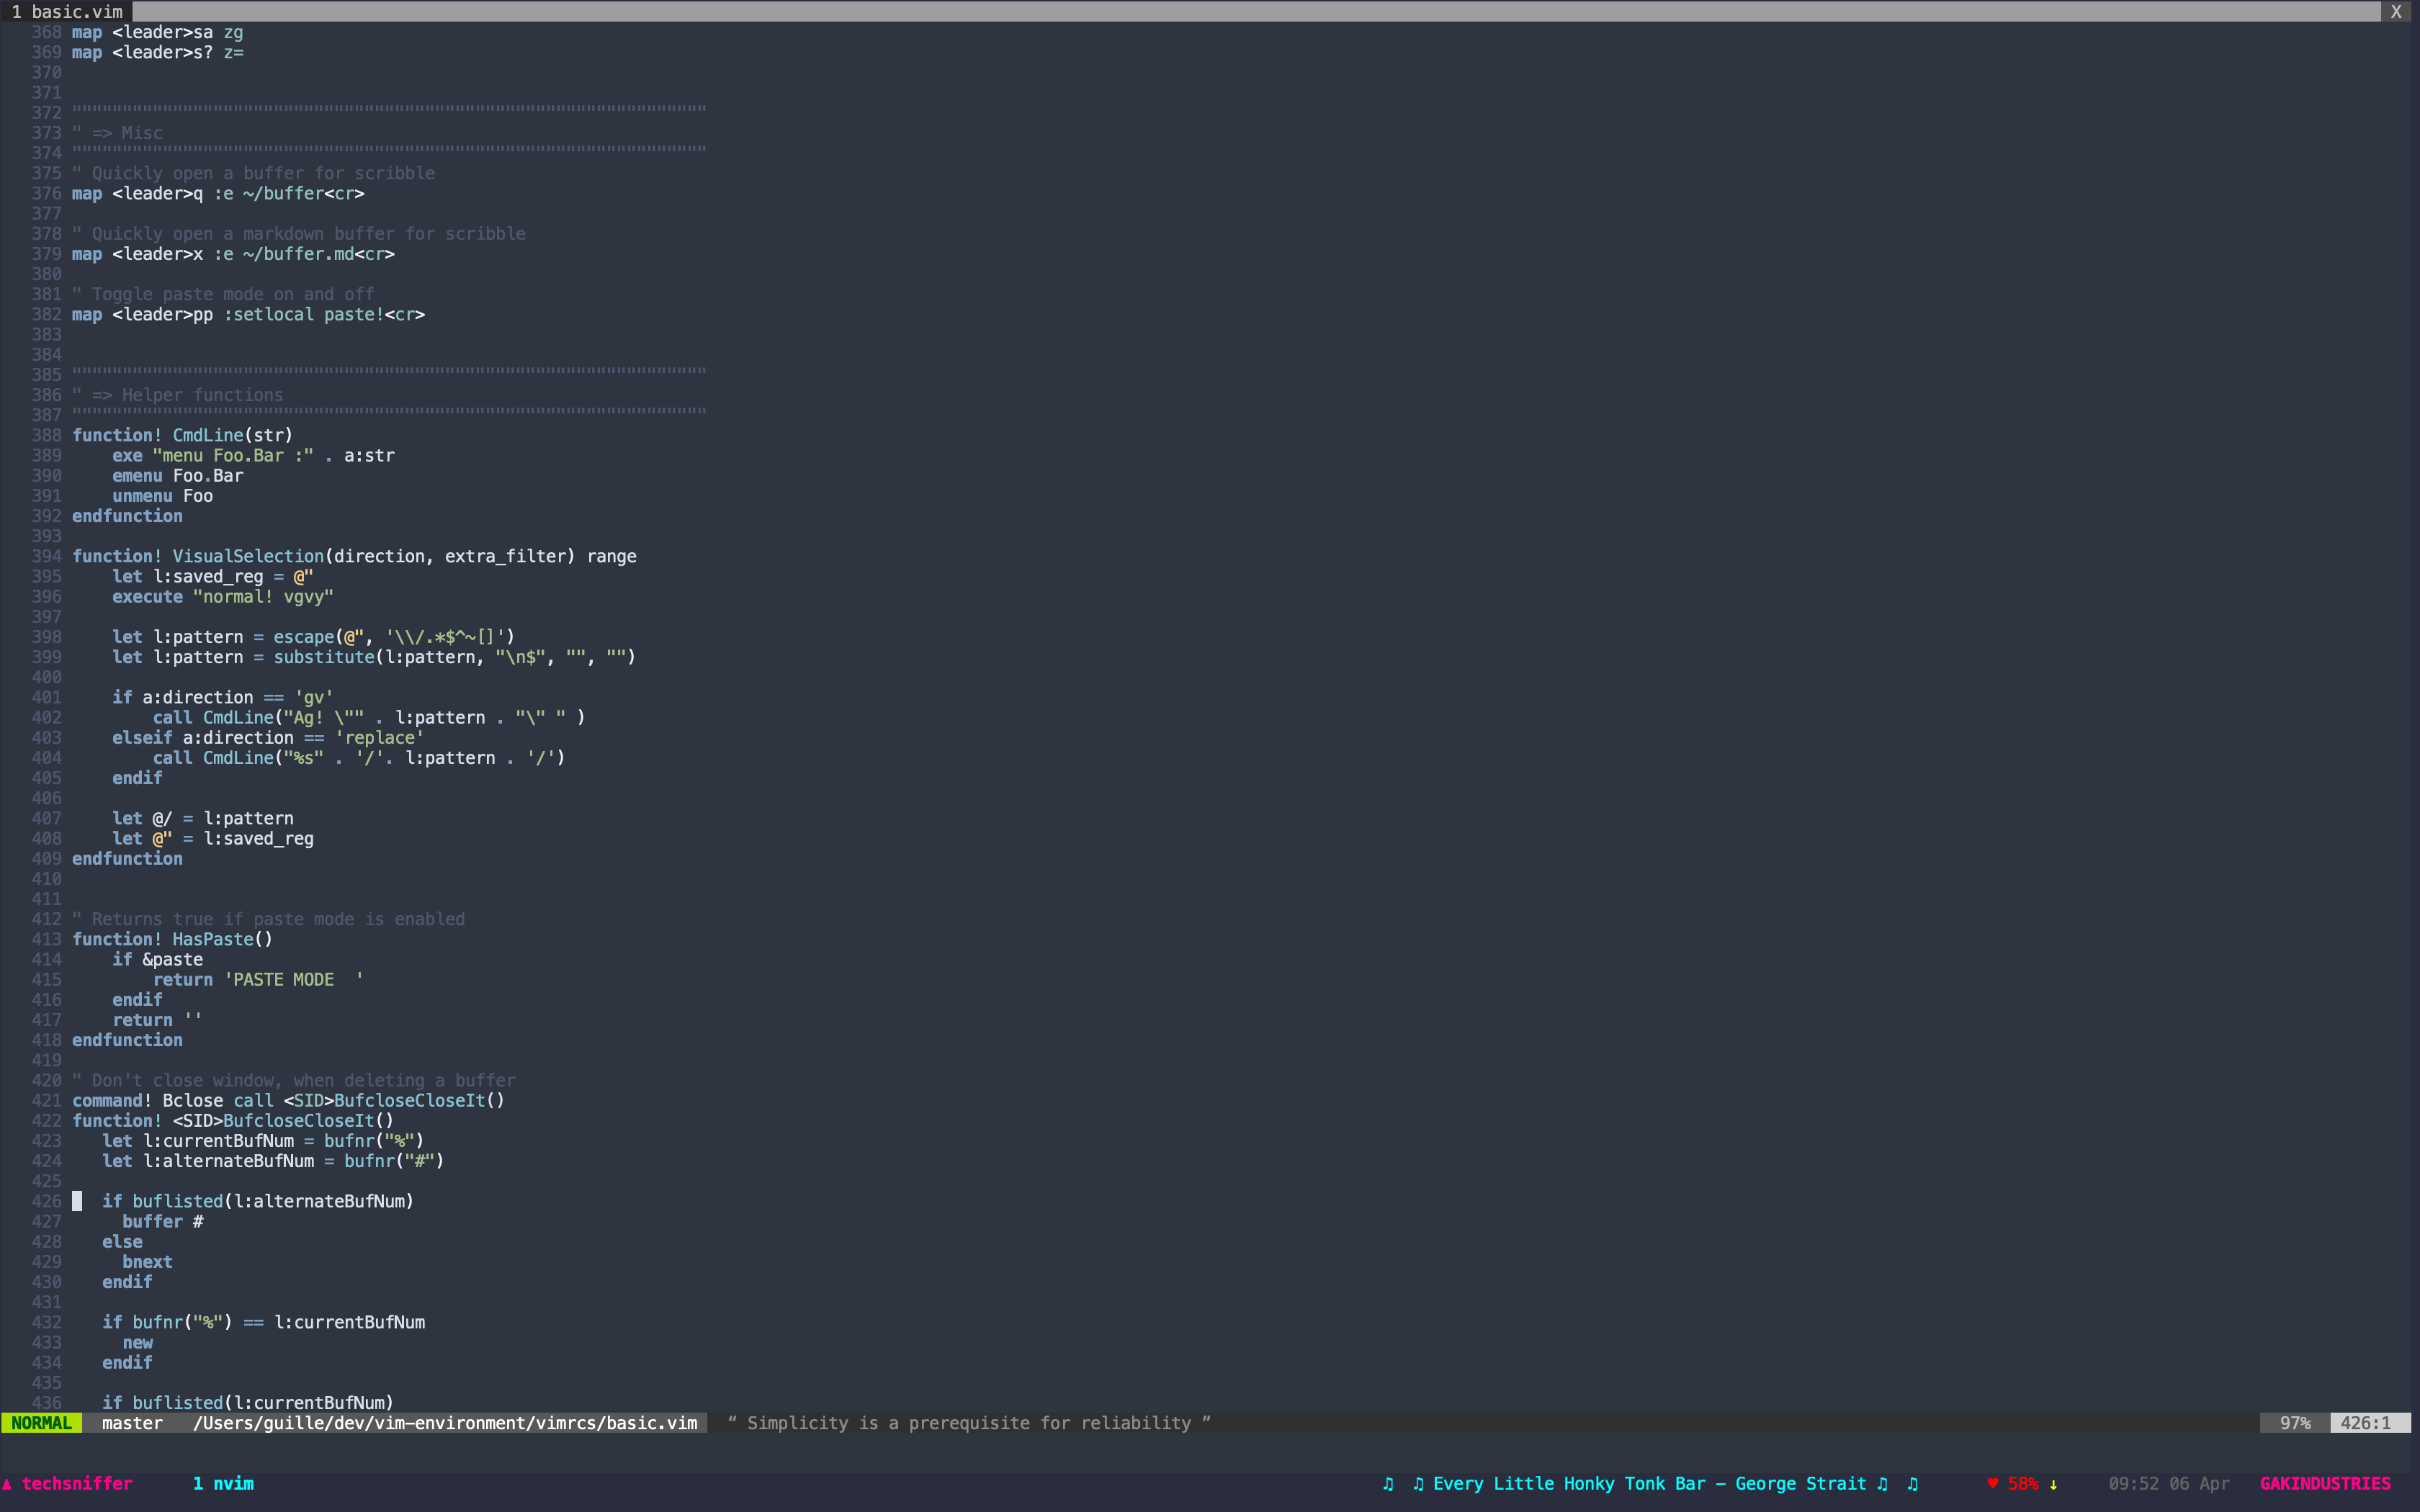 1 basic.vim X
368 map <leader>sa zg
369 map <leader>s? z=
370
371
372 """""""""""""""""""""""""""""""""""""""""""""""""""""""""""""""
373 " => Misc
374 """""""""""""""""""""""""""""""""""""""""""""""""""""""""""""""
375 " Quickly open a buffer for scribble
376 map <leader>q :e ~/buffer<cr>
377
378 " Quickly open a markdown buffer for scribble
379 map <leader>x :e ~/buffer.md<cr>
380
381 " Toggle paste mode on and off
382 map <leader>pp :setlocal paste!<cr>
383
384
385 """""""""""""""""""""""""""""""""""""""""""""""""""""""""""""""
386 " => Helper functions
387 """""""""""""""""""""""""""""""""""""""""""""""""""""""""""""""
388 function! CmdLine(str)
389     exe "menu Foo.Bar :" . a:str
390     emenu Foo.Bar
391     unmenu Foo
392 endfunction
393
394 function! VisualSelection(direction, extra_filter) range
395     let l:saved_reg = @"
396     execute "normal! vgvy"
397
398     let l:pattern = escape(@", '\\/.*$^~[]')
399     let l:pattern = substitute(l:pattern, "\n$", "", "")
400
401     if a:direction == 'gv'
402         call CmdLine("Ag! \"" . l:pattern . "\" " )
403     elseif a:direction == 'replace'
404         call CmdLine("%s" . '/'. l:pattern . '/')
405     endif
406
407     let @/ = l:pattern
408     let @" = l:saved_reg
409 endfunction
410
411
412 " Returns true if paste mode is enabled
413 function! HasPaste()
414     if &paste
415         return 'PASTE MODE  '
416     endif
417     return ''
418 endfunction
419
420 " Don't close window, when deleting a buffer
421 command! Bclose call <SID>BufcloseCloseIt()
422 function! <SID>BufcloseCloseIt()
423    let l:currentBufNum = bufnr("%")
424    let l:alternateBufNum = bufnr("#")
425
426    if buflisted(l:alternateBufNum)
427      buffer #
428    else
429      bnext
430    endif
431
432    if bufnr("%") == l:currentBufNum
433      new
434    endif
435
436    if buflisted(l:currentBufNum)
NORMAL master /Users/guille/dev/vim-environment/vimrcs/basic.vim “ Simplicity is a prerequisite for reliability ” 97% 426:1
▲ techsniffer 1 nvim ♫ ♫ Every Little Honky Tonk Bar – George Strait ♫ ♫ ♥ 58% ↓ 09:52 06 Apr GAKINDUSTRIES